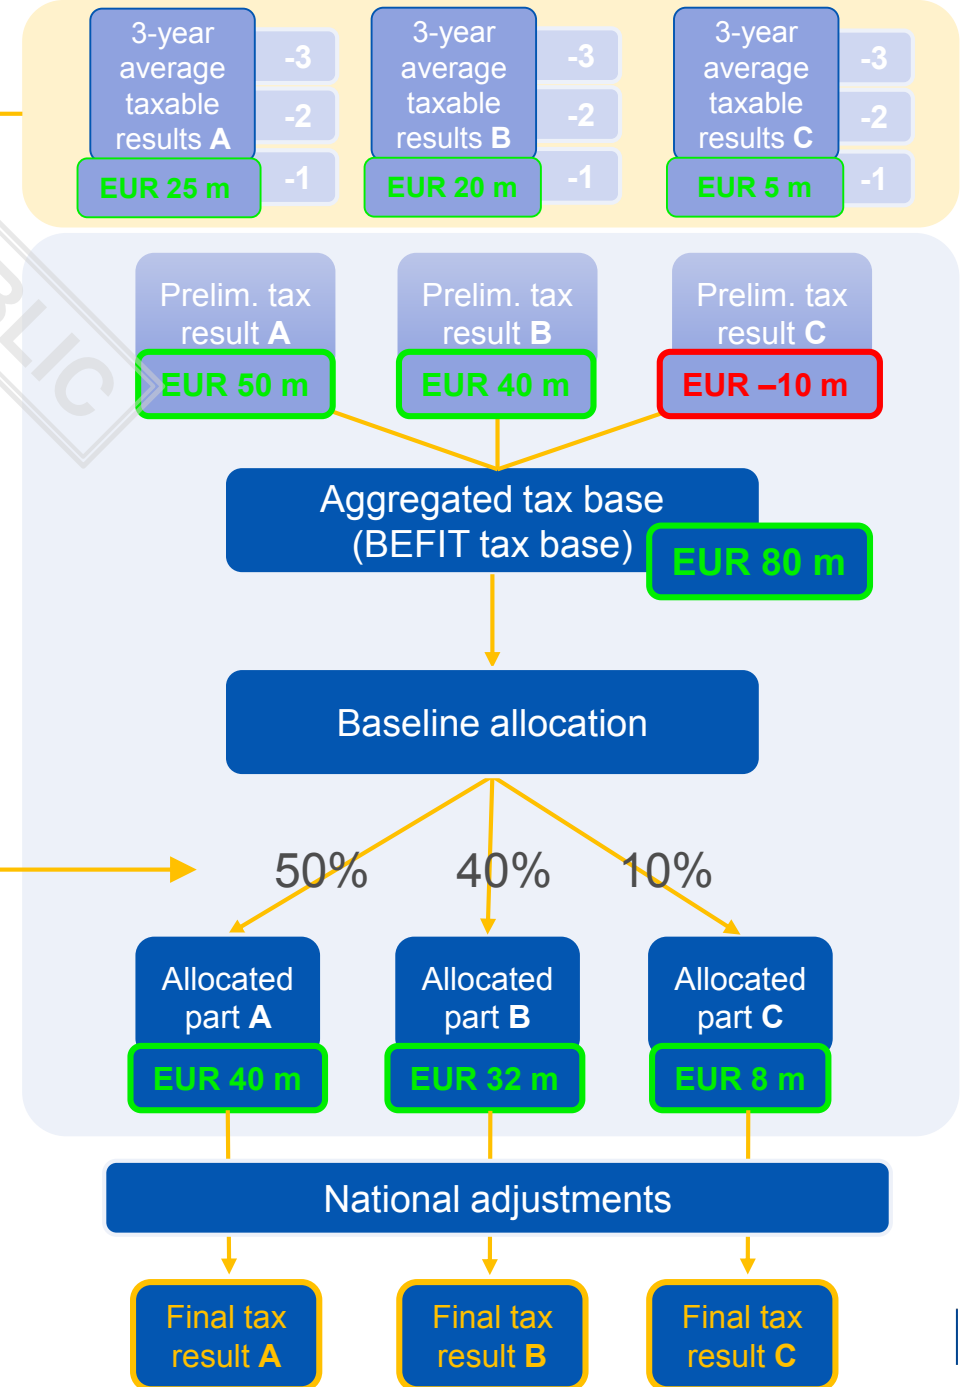 3-year
average
taxable
results A
EUR 25 m
-3
-2
-1
3-year
average
taxable
results B
EUR 20 m
-3
-2
-1
3-year
average
taxable
results C
EUR 5 m
-3
-2
-1
Prelim. tax
result A
EUR 50 m
Prelim. tax
result B
EUR 40 m
Prelim. tax
result C
EUR –10 m
Aggregated tax base
(BEFIT tax base)
EUR 80 m
Baseline allocation
50%
40%
10%
Allocated
part A
EUR 40 m
Allocated
part B
EUR 32 m
Allocated
part C
EUR 8 m
National adjustments
Final tax
result A
Final tax
result B
Final tax
result C